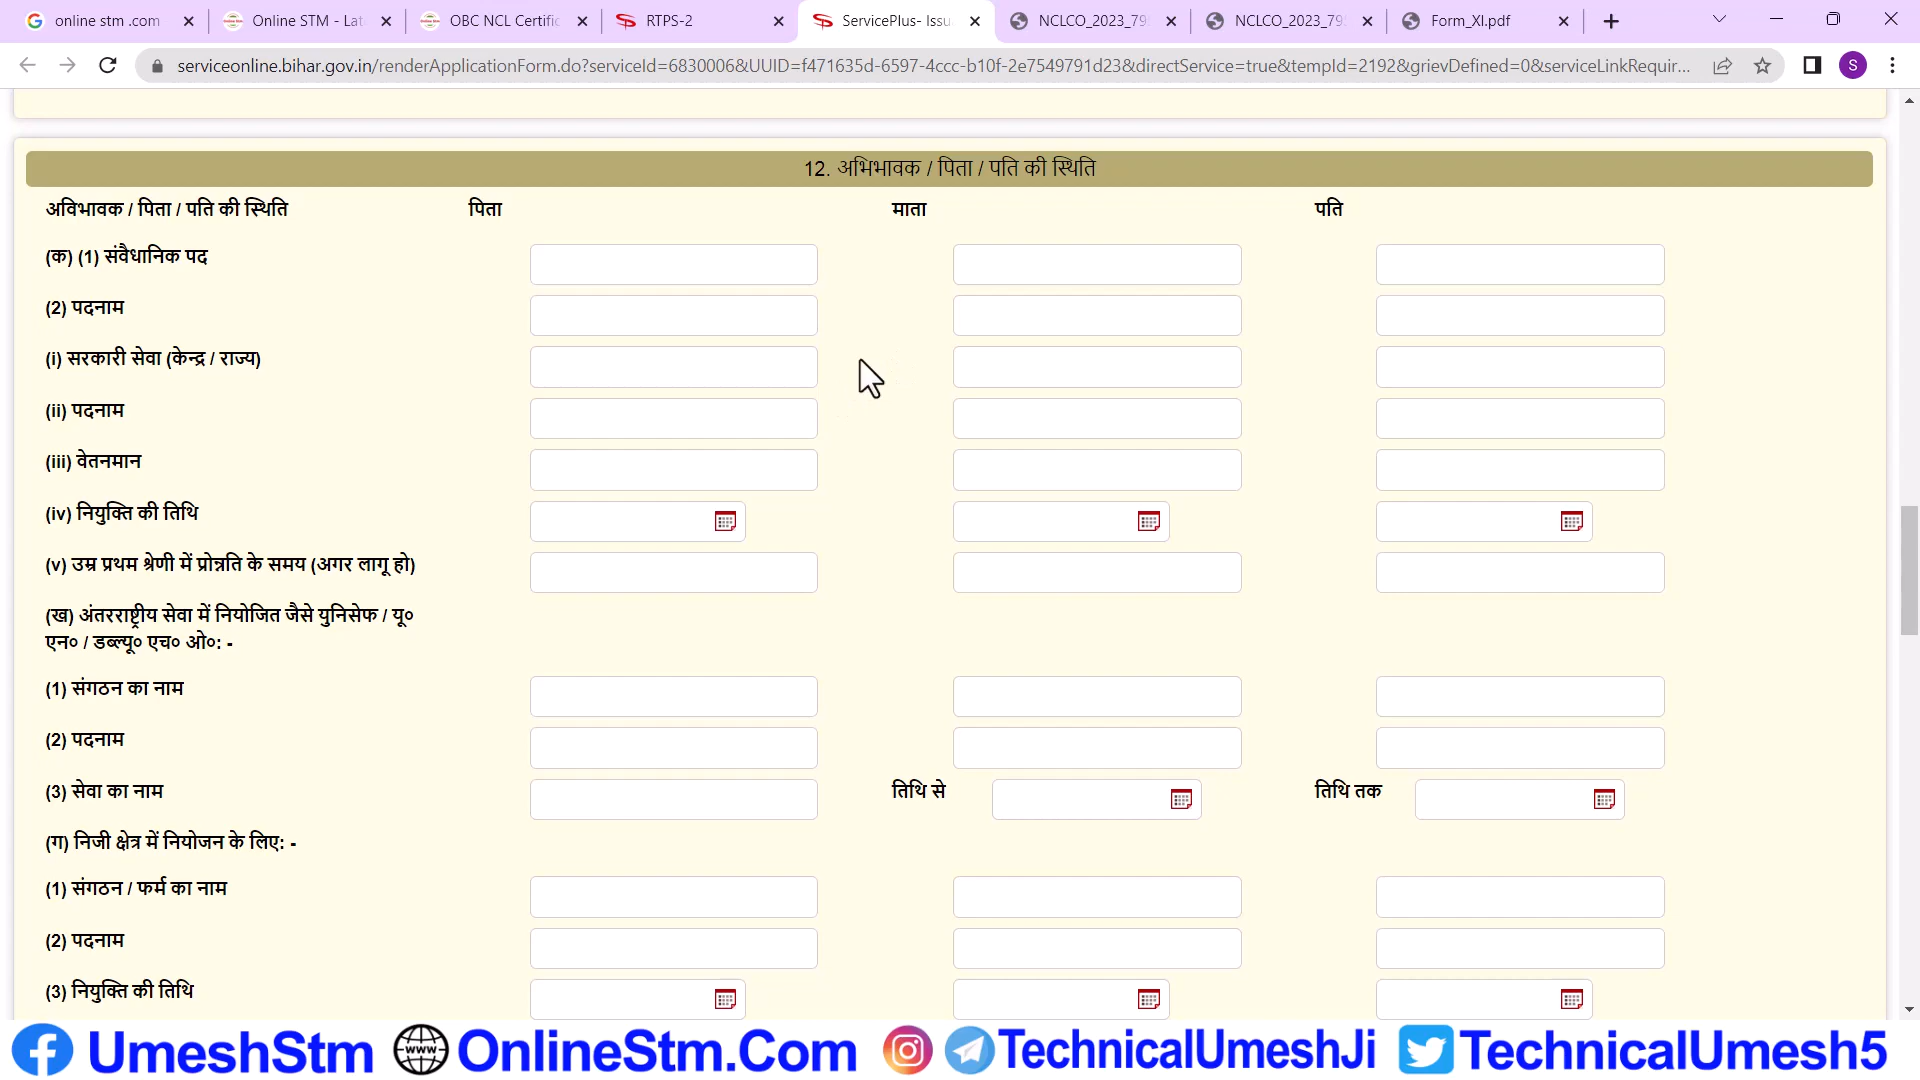 online stm .com
Online STM - Lat
OBC NCL Certific
RTPS-2
ServicePlus- Issu
NCLCO_2023_79
NCLCO_2023_79
Form_XI.pdf
serviceonline.bihar.gov.in/renderApplicationForm.do?serviceId=6830006&UUID=f471635d-6597-4ccc-b10f-2e7549791d23&directService=true&tempId=2192&grievDefined=0&serviceLinkRequir...
S
12. अभिभावक / पिता / पति की स्थिति
अविभावक / पिता / पति की स्थिति पिता माता पति
(क) (1) संवैधानिक पद
(2) पदनाम
(i) सरकारी सेवा (केन्द्र / राज्य)
(ii) पदनाम
(iii) वेतनमान
(iv) नियुक्ति की तिथि
(v) उम्र प्रथम श्रेणी में प्रोन्नति के समय (अगर लागू हो)
(ख) अंतरराष्ट्रीय सेवा में नियोजित जैसे युनिसेफ / यू०
एन० / डब्ल्यू० एच० ओ०: -
(1) संगठन का नाम
(2) पदनाम
(3) सेवा का नाम तिथि से तिथि तक
(ग) निजी क्षेत्र में नियोजन के लिए: -
(1) संगठन / फर्म का नाम
(2) पदनाम
(3) नियुक्ति की तिथि
UmeshStm www OnlineStm.Com TechnicalUmeshJi TechnicalUmesh5